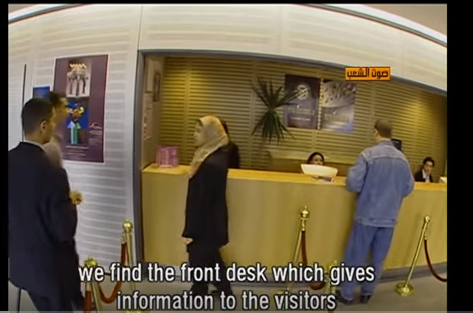 صوت الشعب
we find the front desk which gives
information to the visitors